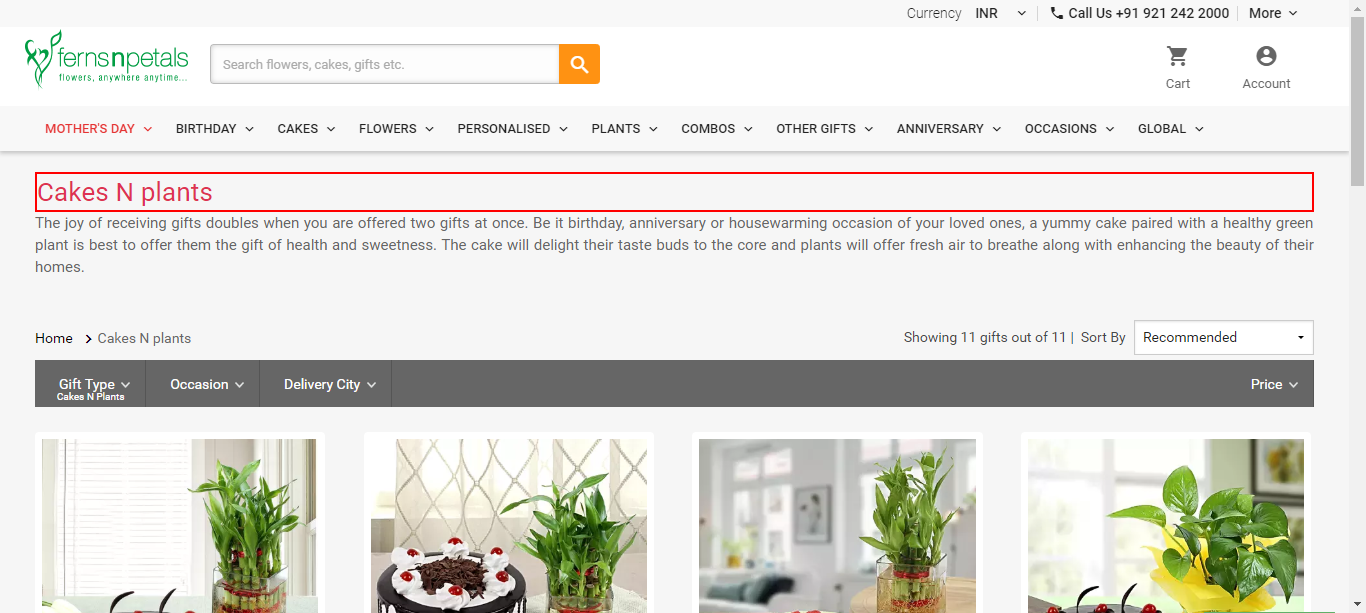 Currency INR Call Us +91 921 242 2000 More
fernsnpetals
flowers, anywhere anytime...
Search flowers, cakes, gifts etc.
Cart Account
MOTHER'S DAY BIRTHDAY CAKES FLOWERS PERSONALISED PLANTS COMBOS OTHER GIFTS ANNIVERSARY OCCASIONS GLOBAL
Cakes N plants
The joy of receiving gifts doubles when you are offered two gifts at once. Be it birthday, anniversary or housewarming occasion of your loved ones, a yummy cake paired with a healthy green
plant is best to offer them the gift of health and sweetness. The cake will delight their taste buds to the core and plants will offer fresh air to breathe along with enhancing the beauty of their
homes.
Home Cakes N plants Showing 11 gifts out of 11 | Sort By Recommended
Gift Type Occasion Delivery City Price
Cakes N Plants